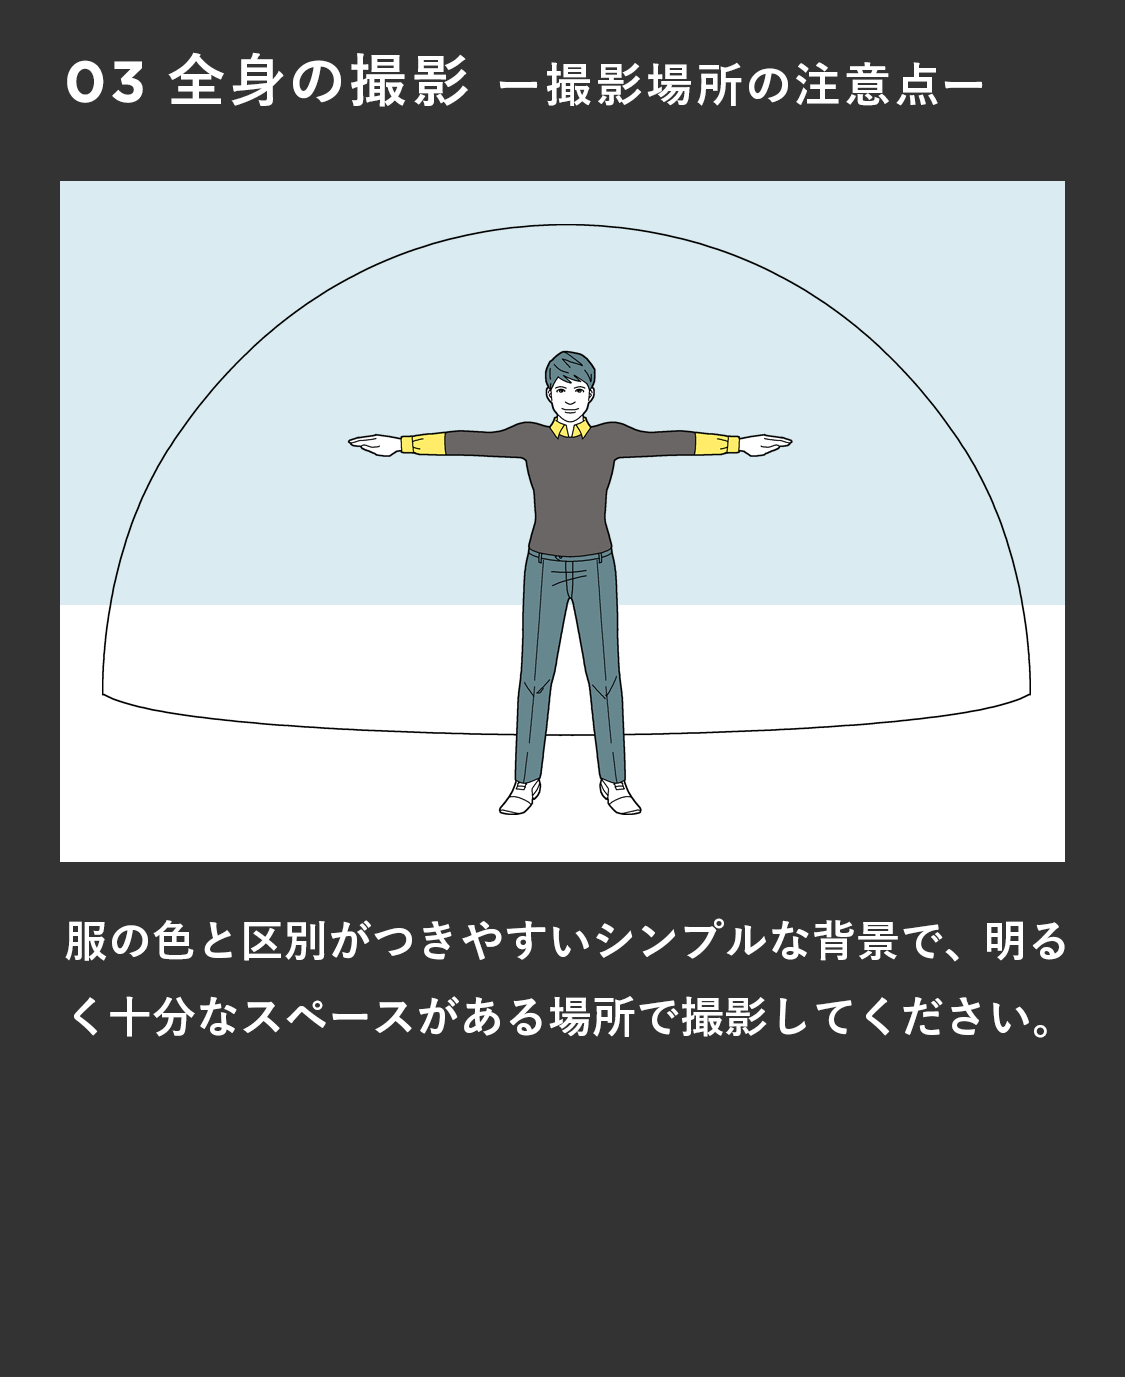 03 全身の撮影 ー撮影場所の注意点ー
服の色と区別がつきやすいシンプルな背景で、明る
く十分なスペースがある場所で撮影してください。